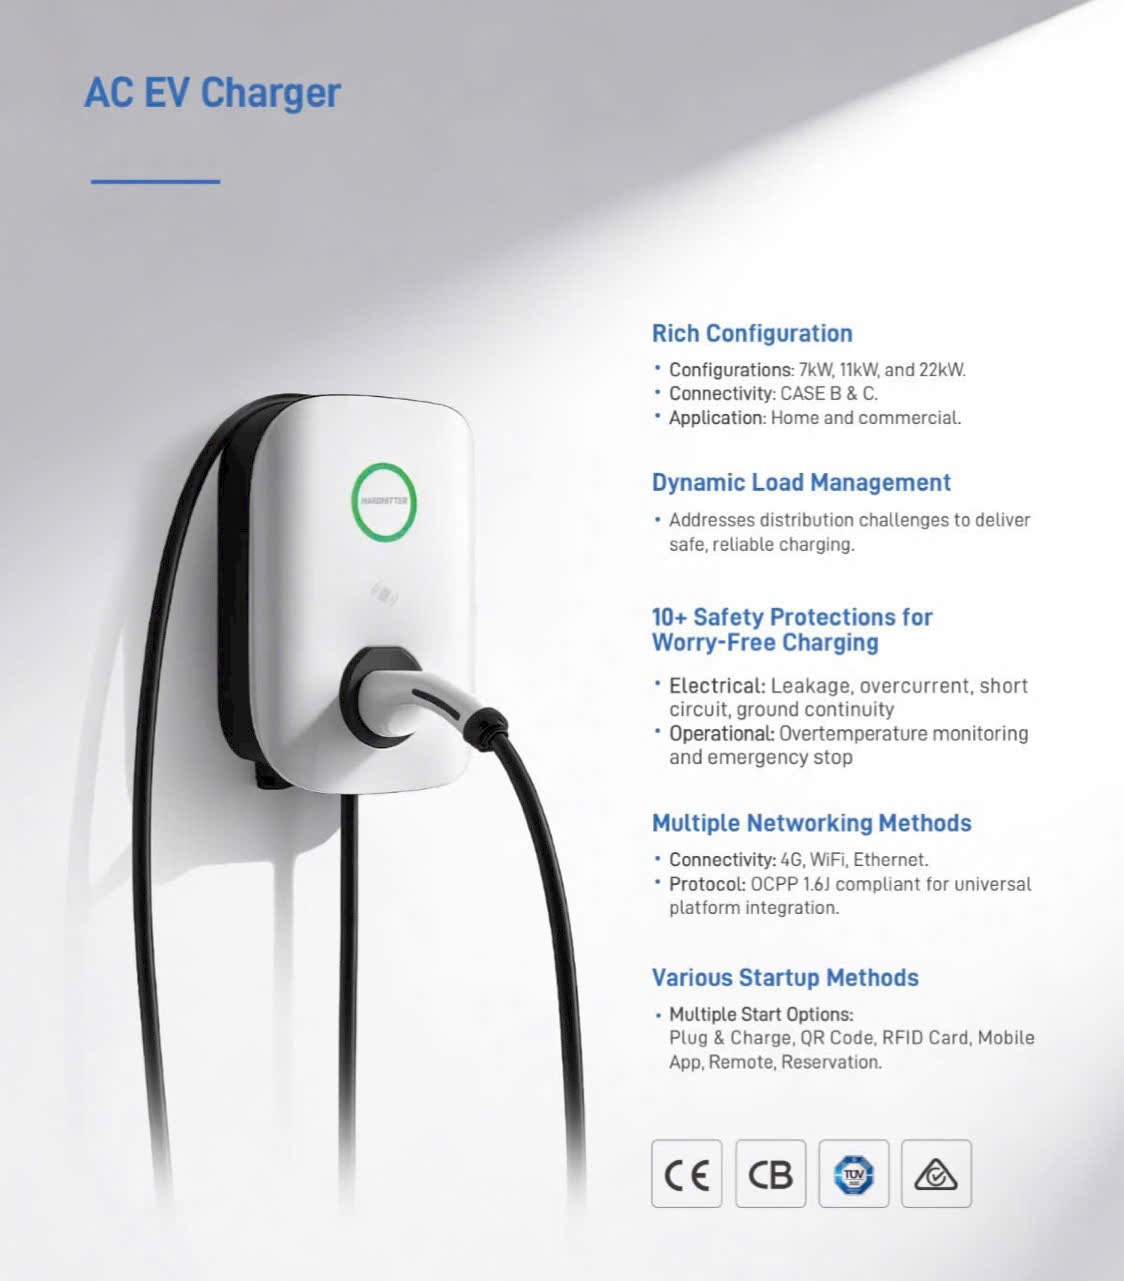 AC EV Charger
Rich Configuration
• Configurations: 7kW, 11kW, and 22kW.
• Connectivity: CASE B & C.
• Application: Home and commercial.
Dynamic Load Management
• Addresses distribution challenges to deliver
safe, reliable charging.
10+ Safety Protections for
Worry-Free Charging
• Electrical: Leakage, overcurrent, short
circuit, ground continuity
• Operational: Overtemperature monitoring
and emergency stop
Multiple Networking Methods
• Connectivity: 4G, WiFi, Ethernet.
• Protocol: OCPP 1.6J compliant for universal
platform integration.
Various Startup Methods
• Multiple Start Options:
Plug & Charge, QR Code, RFID Card, Mobile
App, Remote, Reservation.
HARDHITTER
CE CB TÜV